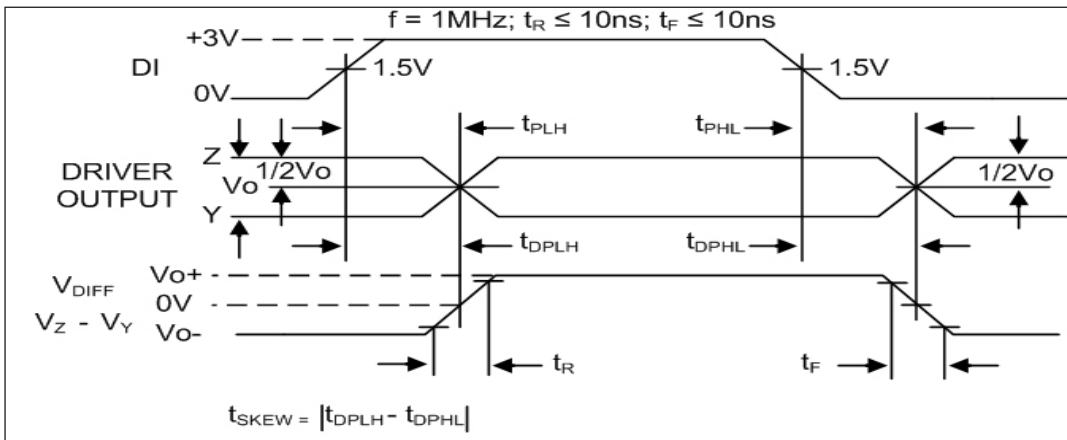 f = 1MHz; tR ≤ 10ns; tF ≤ 10ns
+3V
DI
1.5V
1.5V
0V
tPLH
tPHL
Z
DRIVER
OUTPUT
1/2Vo
Vo
1/2Vo
Y
tDPLH
tDPHL
Vo+
VDIFF
0V
VZ - VY
Vo-
tR
tF
tSKEW = |tDPLH - tDPHL|